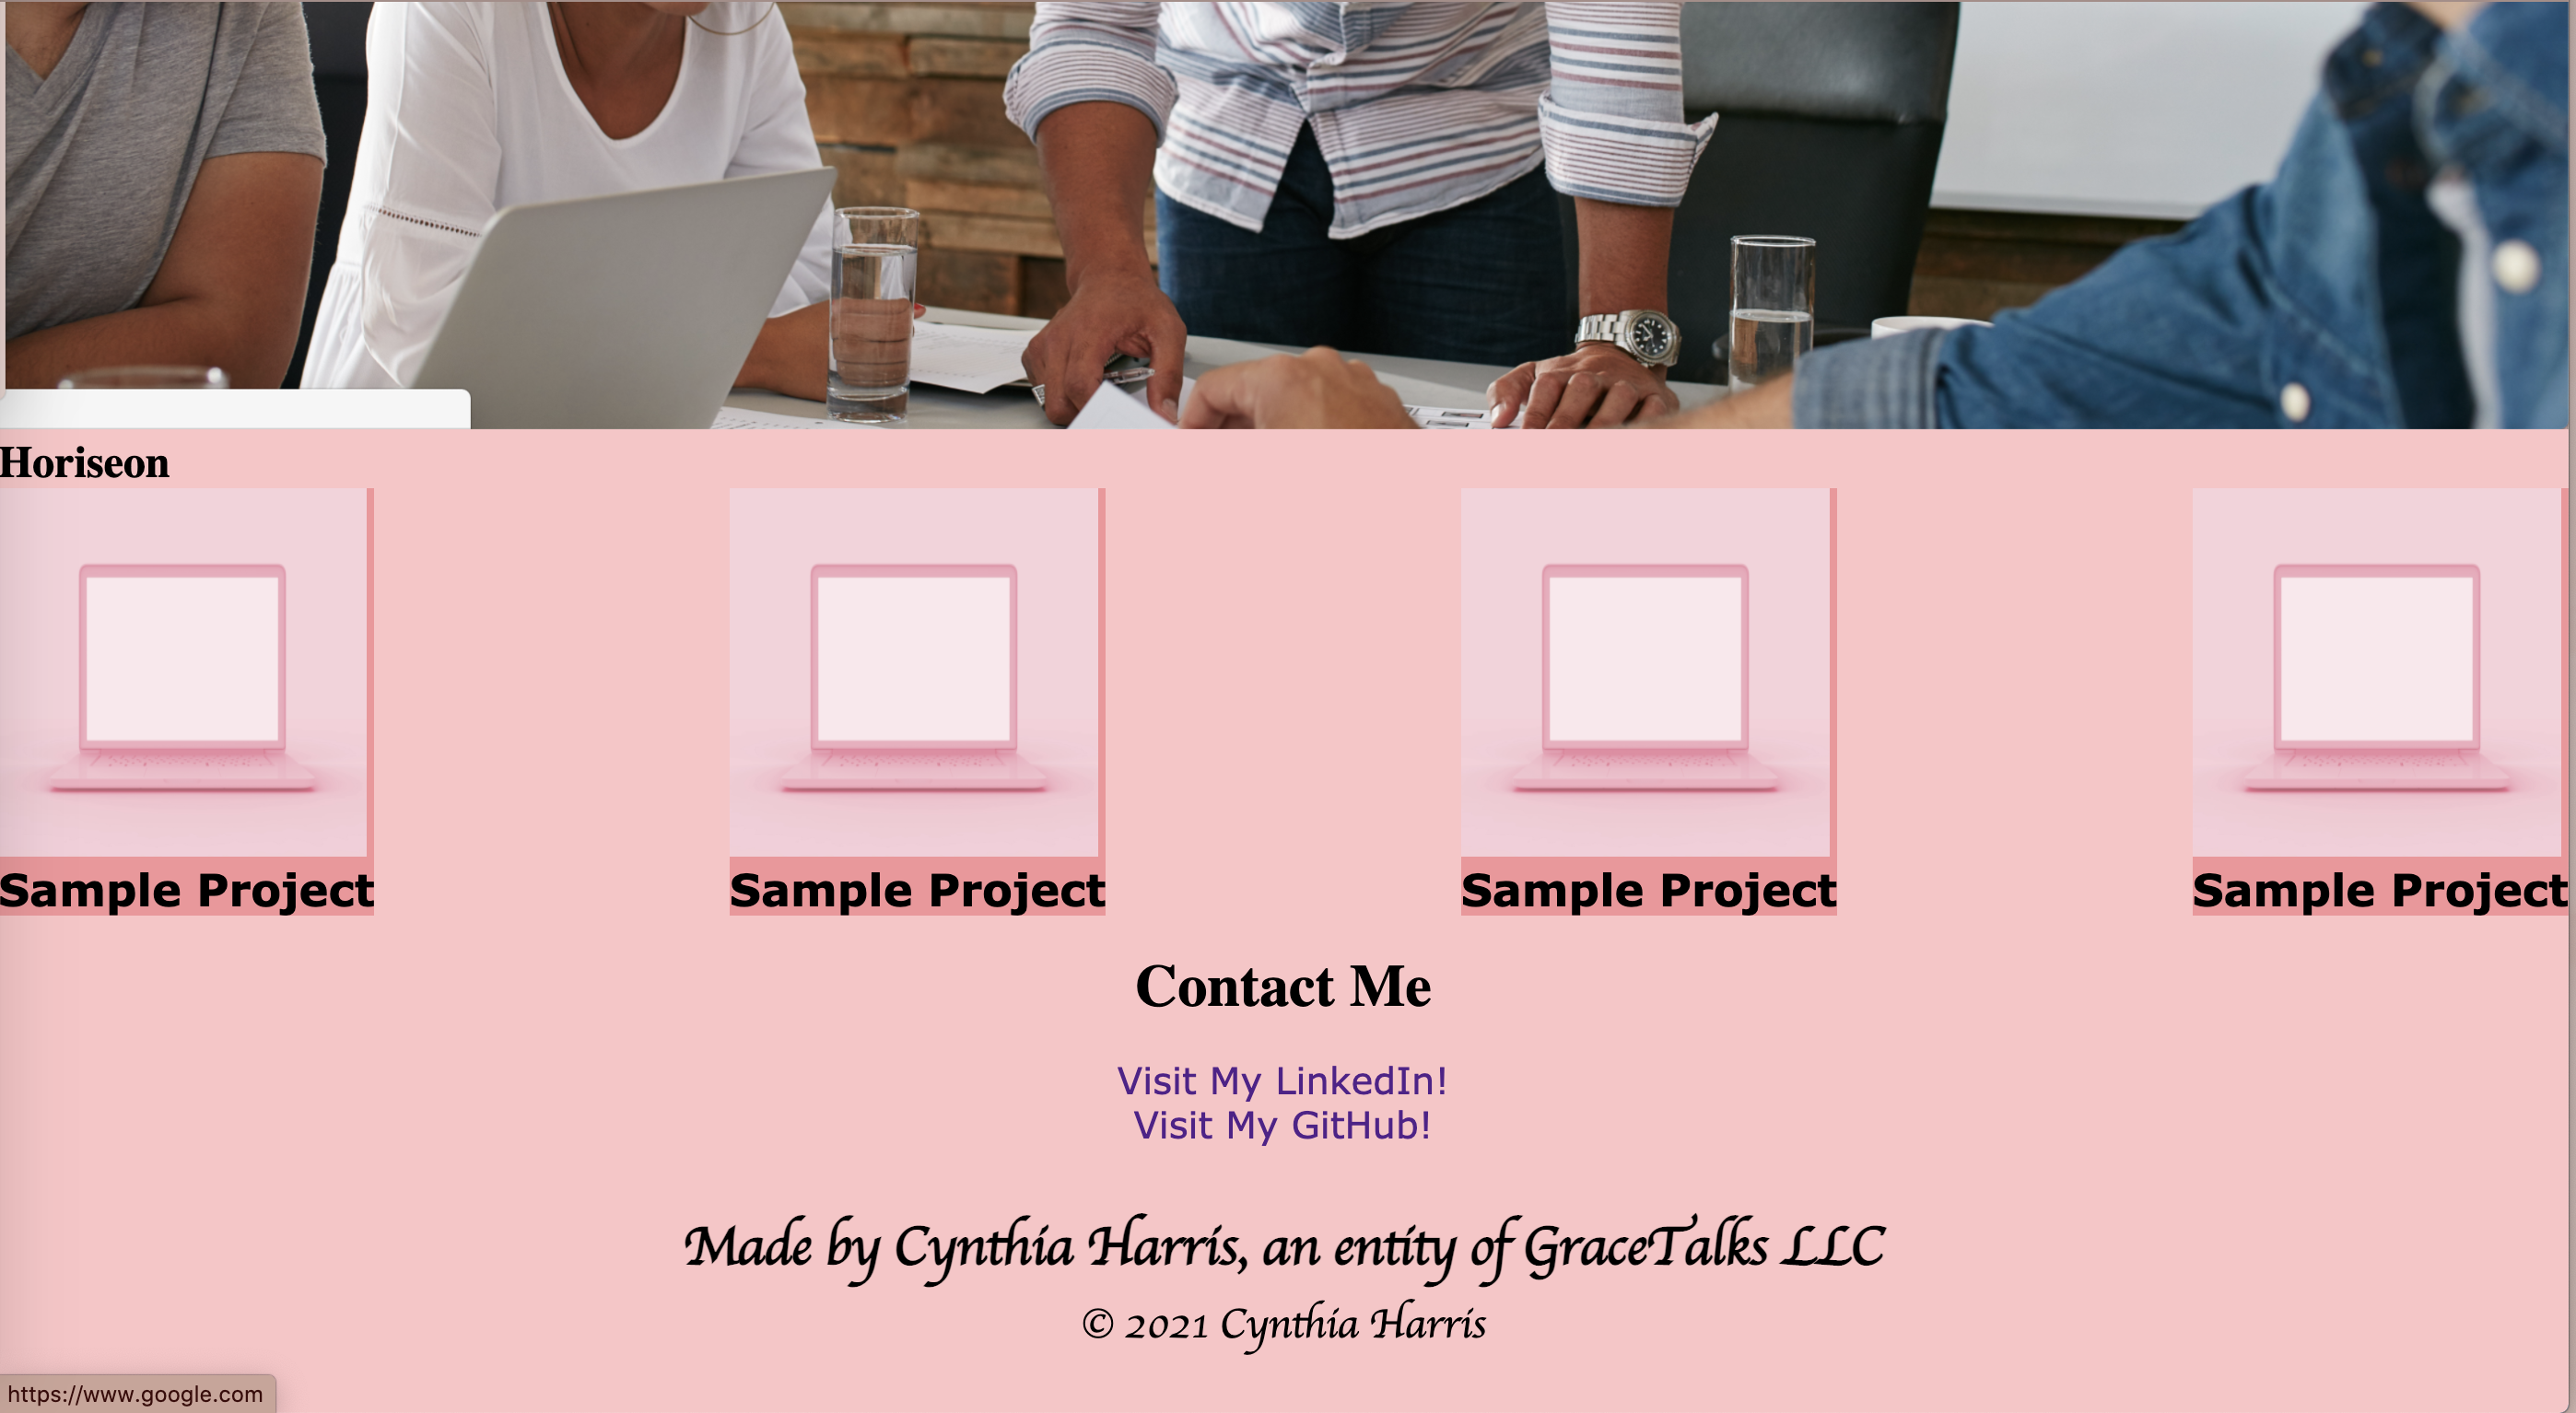 Horiseon
Sample Project
Sample Project
Sample Project
Sample Project
Contact Me
Visit My LinkedIn!
Visit My GitHub!
Made by Cynthia Harris, an entity of GraceTalks LLC
© 2021 Cynthia Harris
https://www.google.com